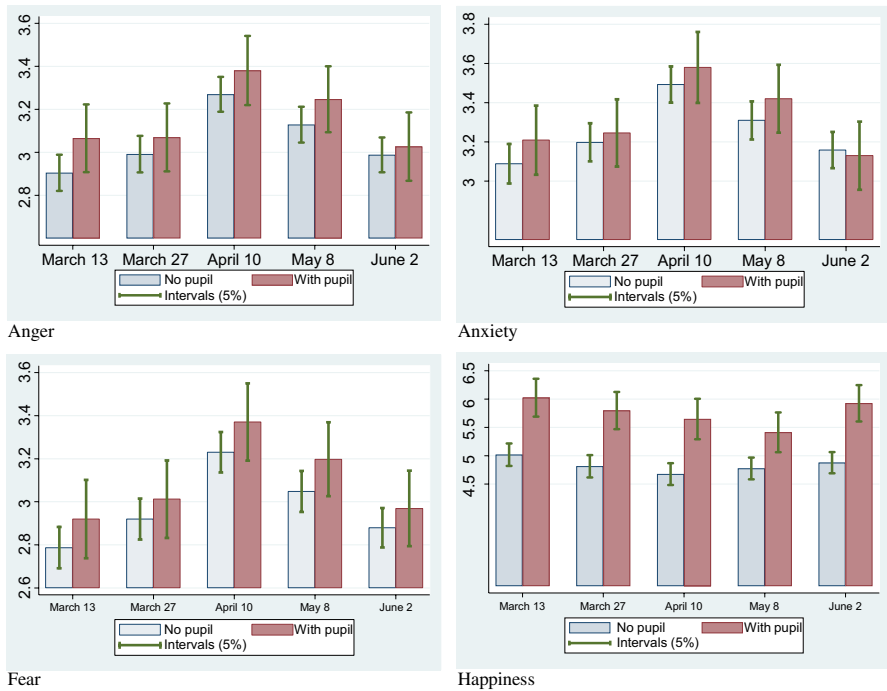 3.6
3.4
3.2
3
2.8
March 13 March 27 April 10 May 8 June 2
No pupil With pupil
Intervals (5%)
Anger
3.8
3.6
3.4
3.2
3
March 13 March 27 April 10 May 8 June 2
No pupil With pupil
Intervals (5%)
Anxiety
3.6
3.4
3.2
3
2.8
2.6
March 13 March 27 April 10 May 8 June 2
No pupil With pupil
Intervals (5%)
Fear
6.5
6
5.5
5
4.5
March 13 March 27 April 10 May 8 June 2
No pupil With pupil
Intervals (5%)
Happiness